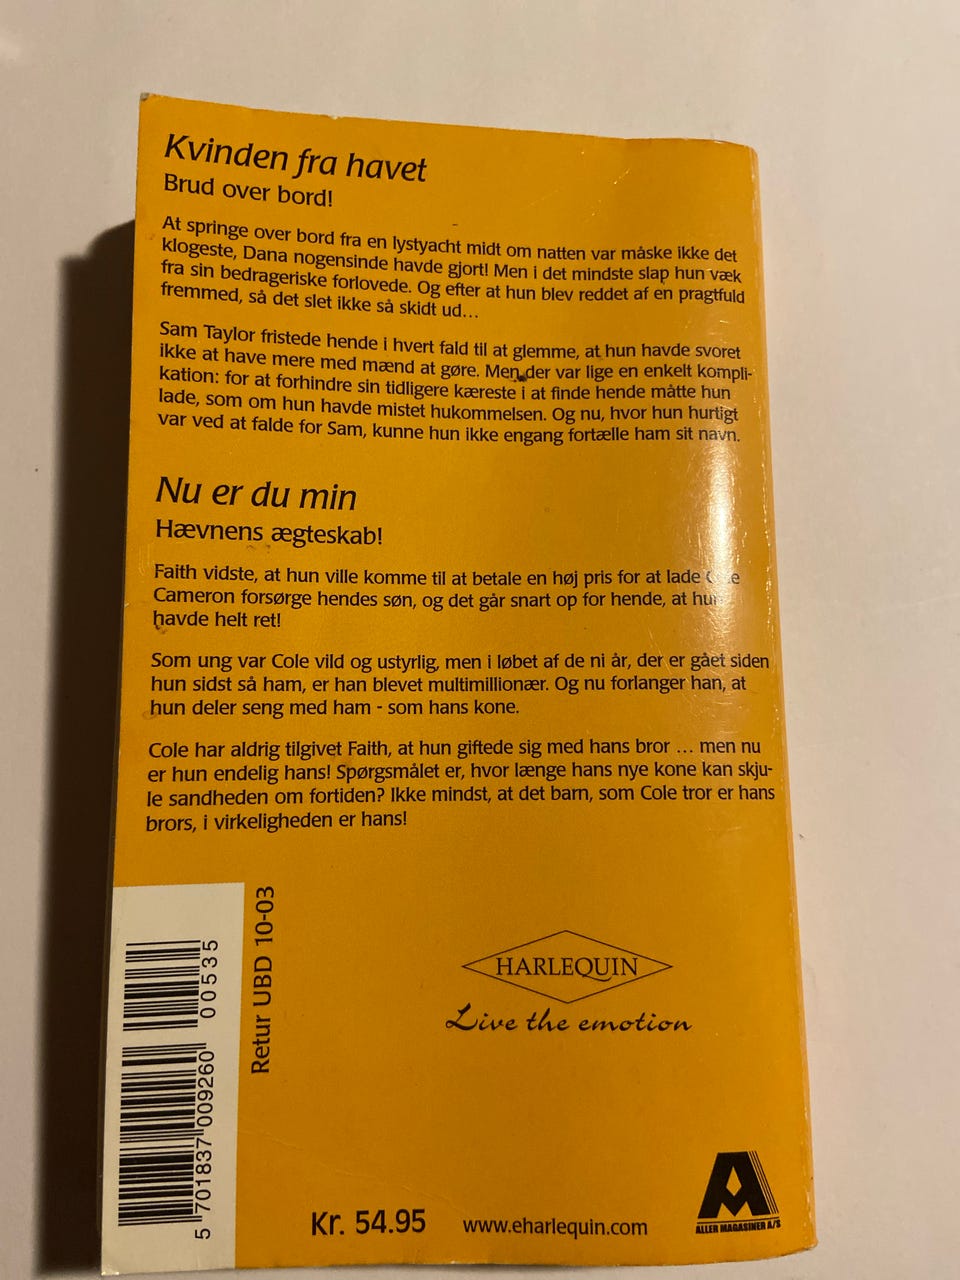 Kvinden fra havet
Brud over bord!
At springe over bord fra en lystyacht midt om natten var måske ikke det
klogeste, Dana nogensinde havde gjort! Men i det mindste slap hun væk
fra sin bedrageriske forlovede. Og efter at hun blev reddet af en pragtfuld
fremmed, så det slet ikke så skidt ud...
Sam Taylor fristede hende i hvert fald til at glemme, at hun havde svoret
ikke at have mere med mænd at gøre. Men der var lige en enkelt kompli-
kation: for at forhindre sin tidligere kæreste i at finde hende måtte hun
lade, som om hun havde mistet hukommelsen. Og nu, hvor hun hurtigt
var ved at falde for Sam, kunne hun ikke engang fortælle ham sit navn.
Nu er du min
Hævnens ægteskab!
Faith vidste, at hun ville komme til at betale en høj pris for at lade
Cameron forsørge hendes søn, og det går snart op for hende, at hun
havde helt ret!
Som ung var Cole vild og ustyrlig, men i løbet af de ni år, der er gået siden
hun sidst så ham, er han blevet multimillionær. Og nu forlanger han, at
hun deler seng med ham - som hans kone.
Cole har aldrig tilgivet Faith, at hun giftede sig med hans bror ... men nu
er hun endelig hans! Spørgsmålet er, hvor længe hans nye kone kan skju-
le sandheden om fortiden? Ikke mindst, at det barn, som Cole tror er hans
brors, i virkeligheden er hans!
00535
5 701837 009260
Retur UBD 10-03
HARLEQUIN
Live the emotion
Kr. 54.95
www.eharlequin.com
A
ALLER MAGASINER A/S